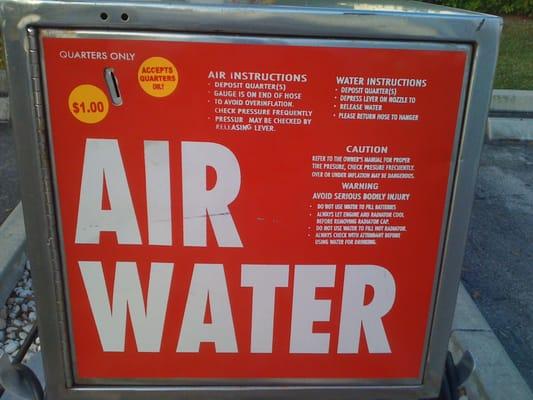 QUARTERS ONLY
ACCEPTS
QUARTERS
ONLY
$1.00
AIR INSTRUCTIONS
· DEPOSIT QUARTER(S)
· GAUGE IS ON END OF HOSE
· TO AVOID OVERINFLATION.
CHECK PRESSURE FREQUENTLY
· PRESSUR MAY BE CHECKED BY
RELEASING LEVER.
WATER INSTRUCTIONS
• DEPOSIT QUARTER(S)
• DEPRESS LEVER ON NOZZLE TO
RELEASE WATER
• PLEASE RETURN HOSE TO HANGER
CAUTION
REFER TO THE OWNER'S MANUAL FOR PROPER
TIRE PRESURE, CHECK PRESSURE FRECUENTLY.
OVER OR UNDER INFLATION MAY BE DANGEROUS.
WARNING
AVOID SERIOUS BODILY INJURY
• DO NOT USE WATER TO FILL BATTERIES
• ALWAYS LET ENGINE AND RADIATOR COOL
BEFORE REMOVING RADIATOR CAP.
• DO NOT USE WATER TO FILL HOT RADIATOR.
• ALWAYS CHECK WITH ATTENDANT BEFORE
USING WATER FOR DRINKING.
AIR
WATER